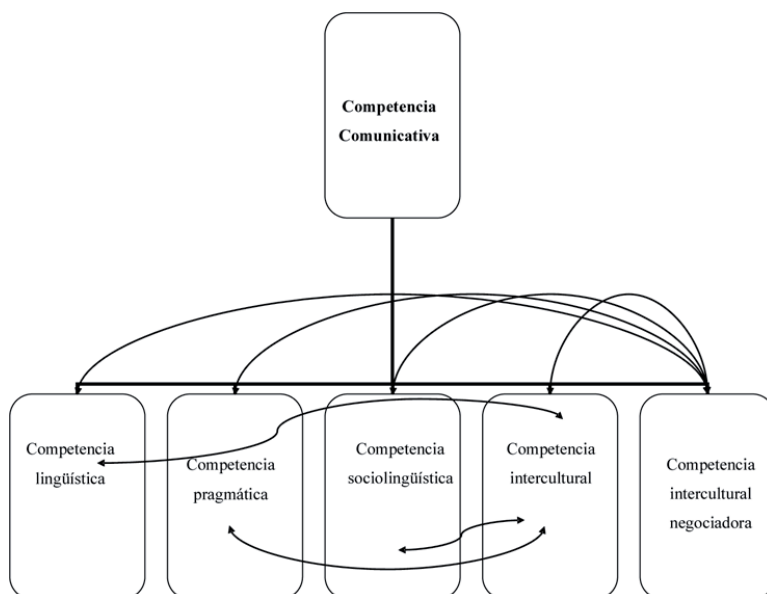 Competencia
Comunicativa
Competencia
lingüística
Competencia
pragmática
Competencia
sociolingüística
Competencia
intercultural
Competencia
intercultural
negociadora